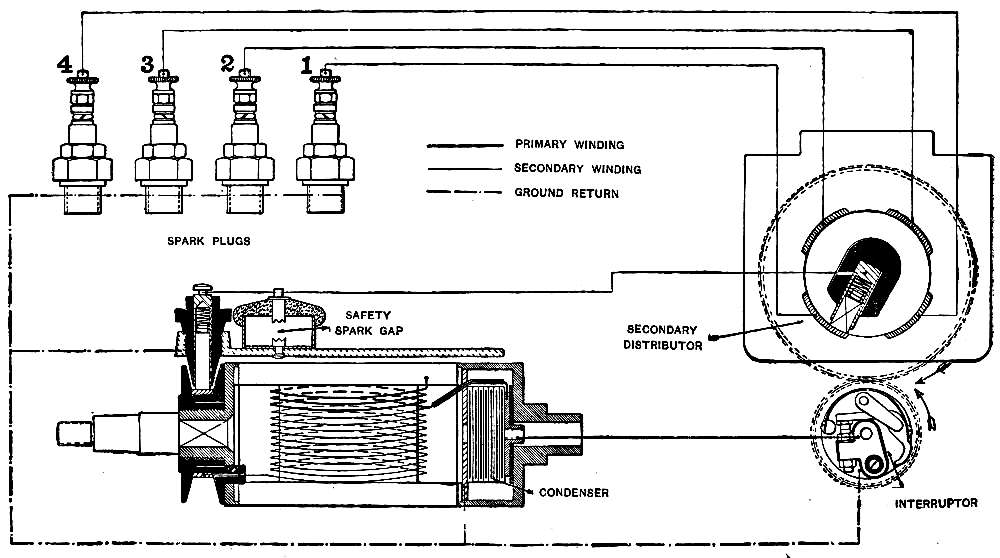 4 3 2 1
PRIMARY WINDING
SECONDARY WINDING
GROUND RETURN
SPARK PLUGS
SAFETY
SPARK GAP
SECONDARY
DISTRIBUTOR
CONDENSER
INTERRUPTOR